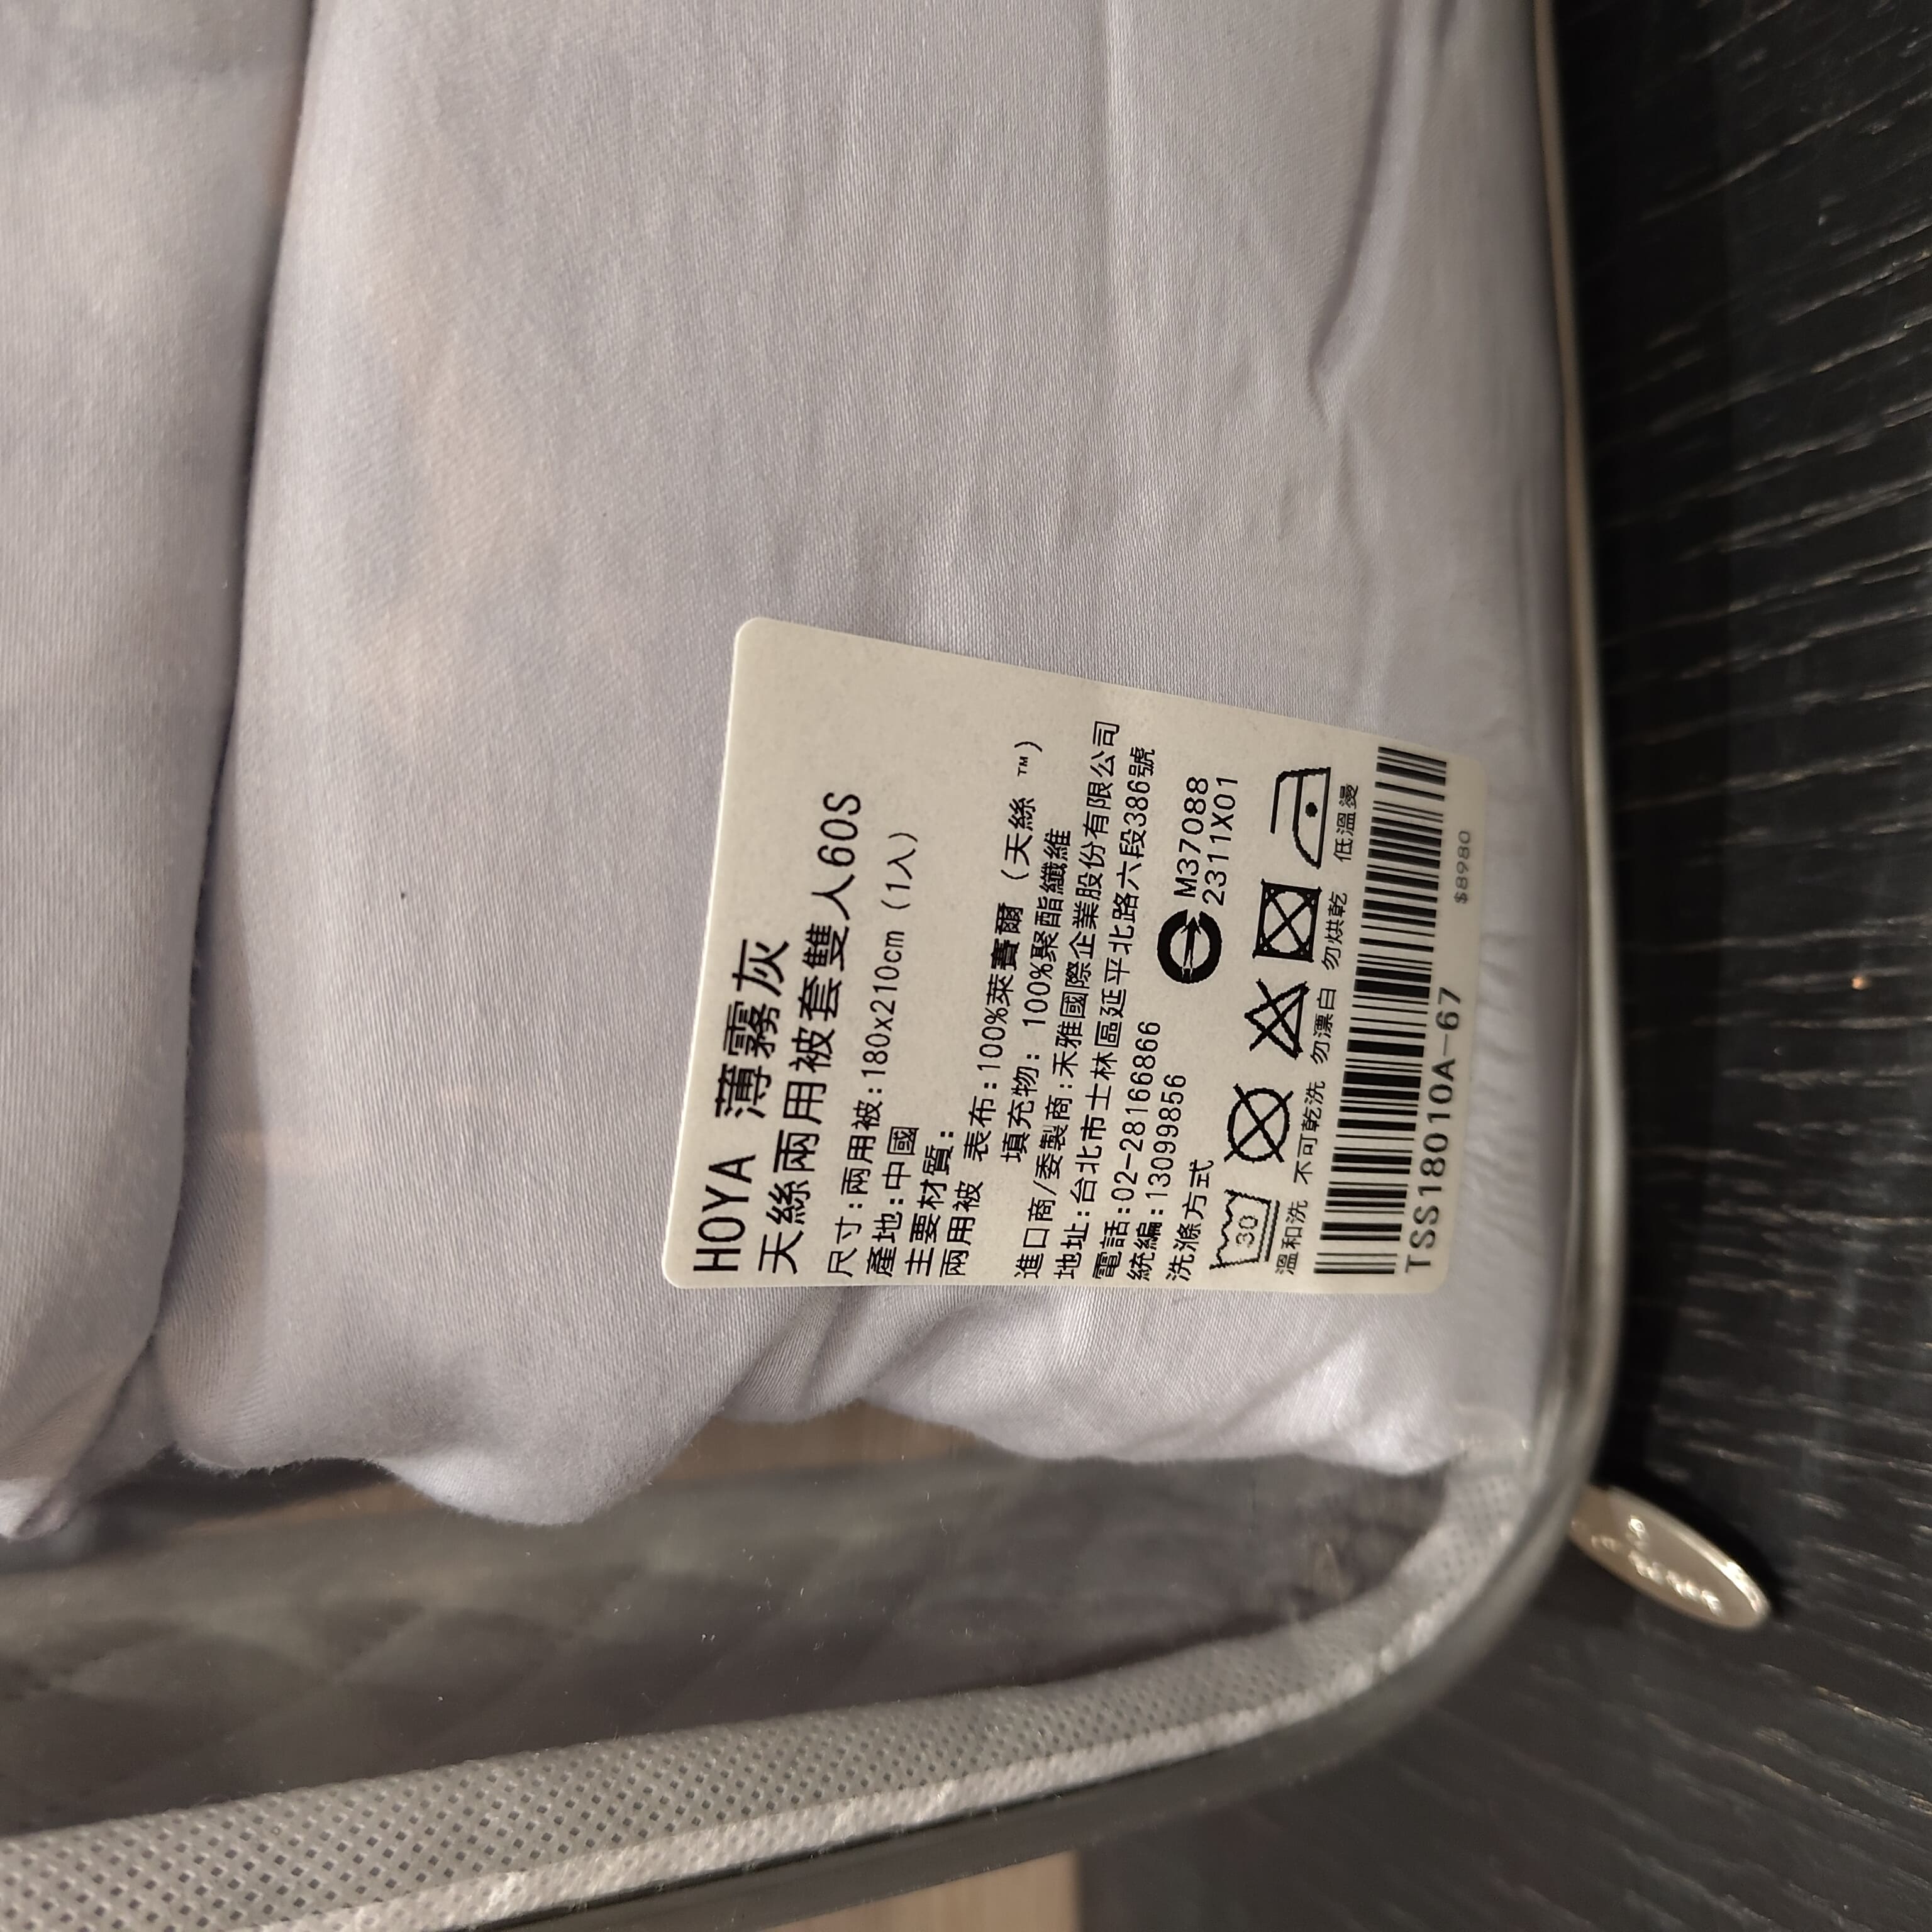 HOYA 薄霧灰
天絲兩用被套雙人60S
尺寸:兩用被:180x210cm (1入)
產地:中國
主要材質:
兩用被 表布:100%萊賽爾 (天絲 ™ )
填充物: 100%聚酯纖維
進口商/委製商:禾雅國際企業股份有限公司
地址:台北市士林區延平北路六段386號
電話:02-28166866
統編:13099856
M37088
2311X01
洗滌方式
30
溫和洗 不可乾洗 勿漂白 勿烘乾 低溫燙
TSS18010A-67
$8980